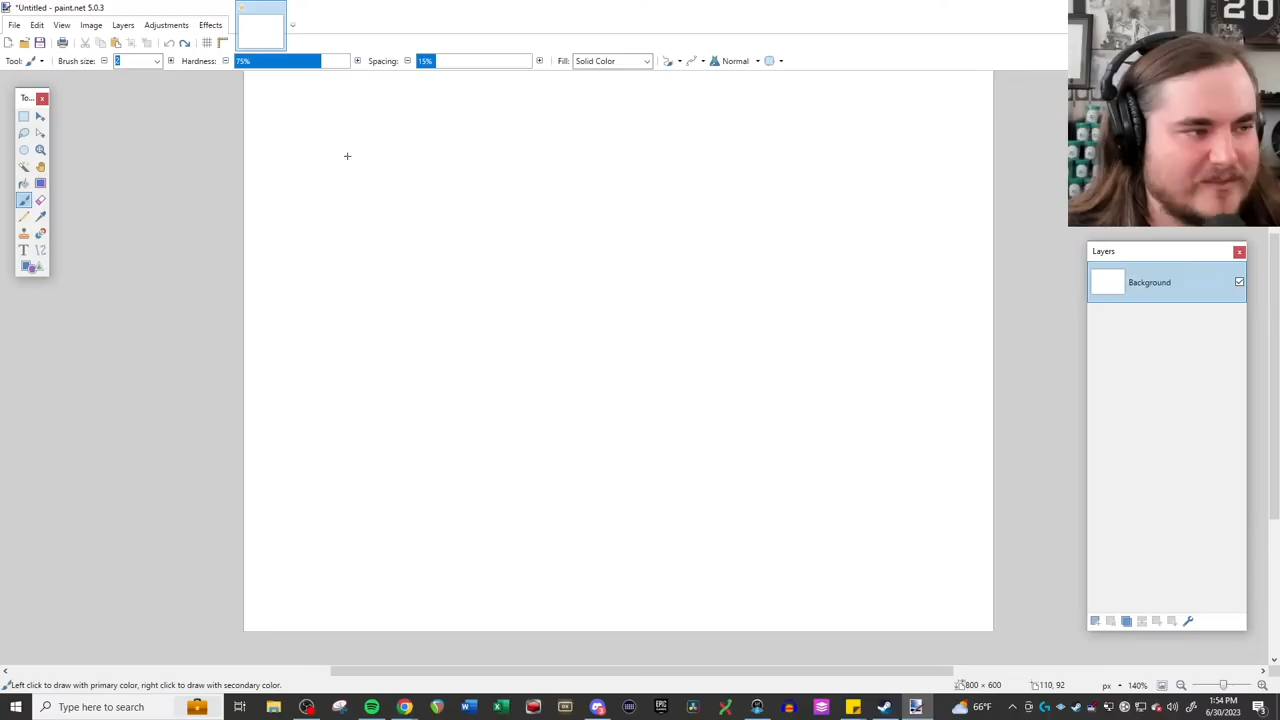 *Untitled - paint.net 5.0.3
File Edit View Image Layers Adjustments Effects
Tool: Brush size: 2 Hardness: 75% Spacing: 15% Fill: Solid Color Normal
To...
20
Layers
Background
Left click to draw with primary color, right click to draw with secondary color. 800 × 600 110, 92 px 140%
Type here to search 66°F 1:54 PM
6/30/2023